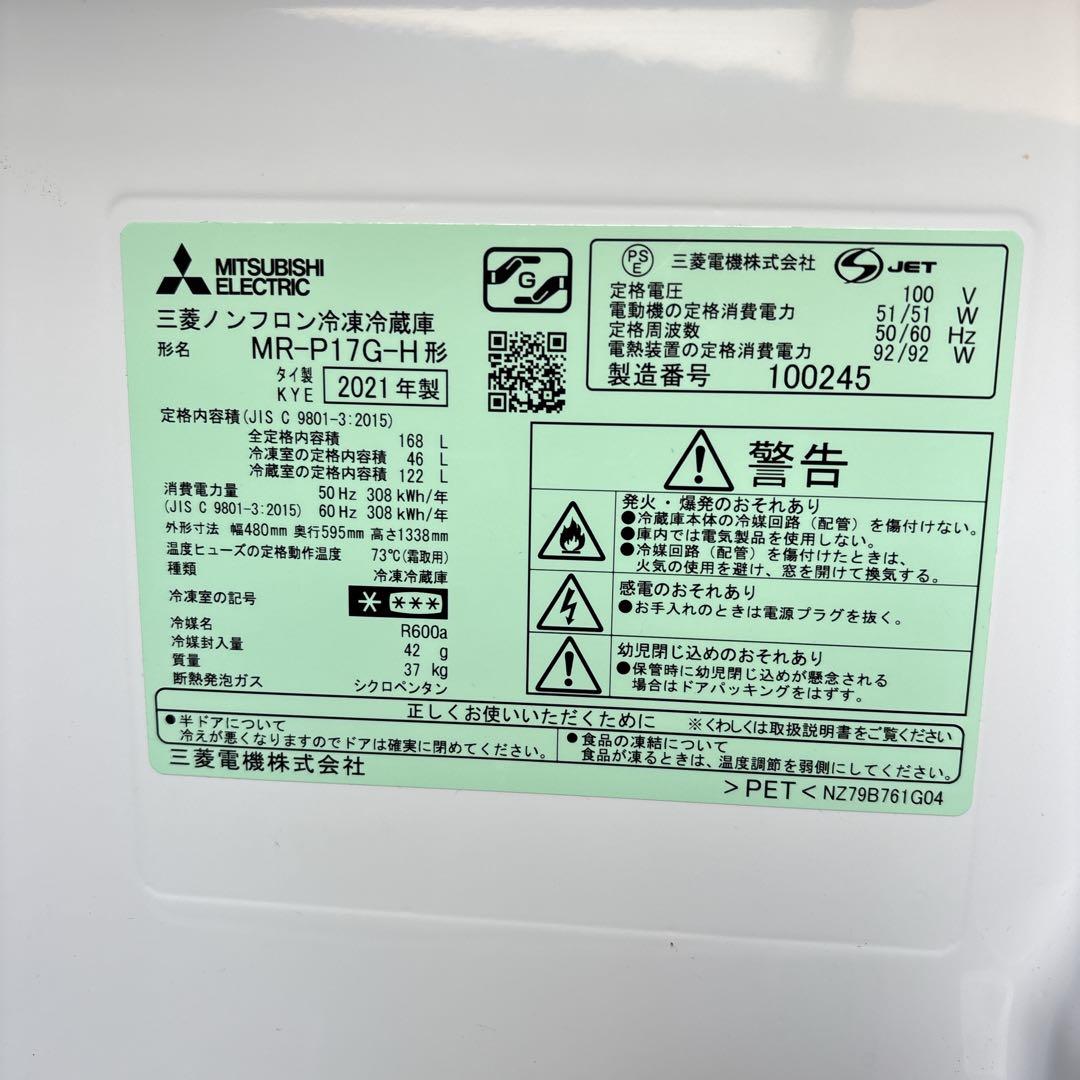 MITSUBISHI
ELECTRIC
三菱ノンフロン冷凍冷蔵庫
形名 MR-P17G-H形
タイ製
KYE 2021年製
定格内容積(JIS C 9801-3:2015)
全定格内容積 168 L
冷凍室の定格内容積 46 L
冷蔵室の定格内容積 122 L
消費電力量 50 Hz 308 kWh/年
(JIS C 9801-3:2015) 60 Hz 308 kWh/年
外形寸法 幅480mm 奥行595mm 高さ1338mm
温度ヒューズの定格動作温度 73℃(霜取用)
種類 冷凍冷蔵庫
冷凍室の記号 * ***
冷媒名 R600a
冷媒封入量 42 g
質量 37 kg
断熱発泡ガス シクロペンタン
G
PSE 三菱電機株式会社 S JET
定格電圧 100 V
電動機の定格消費電力 51/51 W
定格周波数 50/60 Hz
電熱装置の定格消費電力 92/92 W
製造番号 100245
警告
発火・爆発のおそれあり
●冷蔵庫本体の冷媒回路（配管）を傷付けない。
●庫内では電気製品を使用しない。
●冷媒回路（配管）を傷付けたときは、
火気の使用を避け、窓を開けて換気する。
感電のおそれあり
●お手入れのときは電源プラグを抜く。
幼児閉じ込めのおそれあり
●保管時に幼児閉じ込めが懸念される
場合はドアパッキングをはずす。
正しくお使いいただくために ※くわしくは取扱説明書をご覧ください
●半ドアについて
冷えが悪くなりますのでドアは確実に閉めてください。
●食品の凍結について
食品が凍るときは、温度調節を弱側にしてください。
三菱電機株式会社
>PET< NZ79B761G04